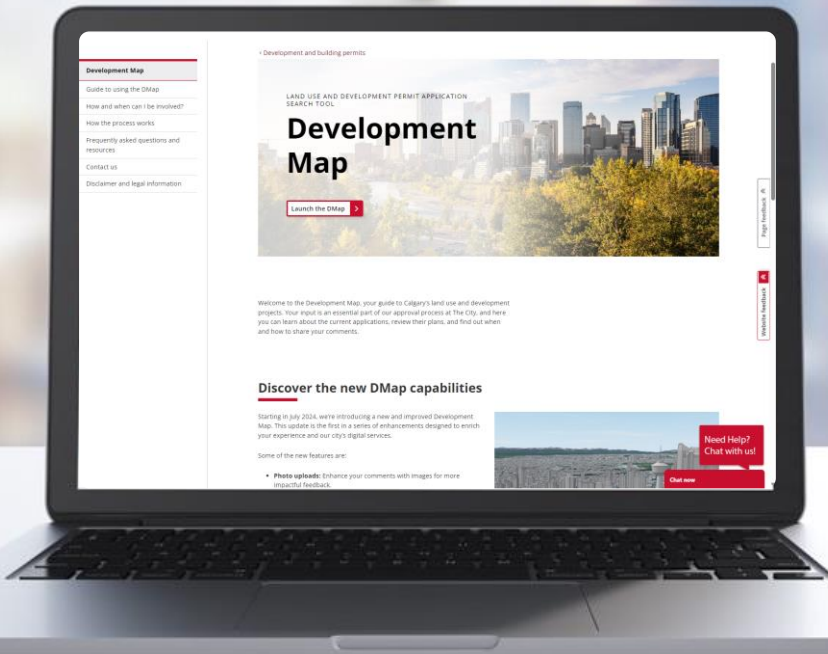 Development Map
Guide to using the DMap
How and when can I be involved?
How the process works
Frequently asked questions and
resources
Contact us
Disclaimer and legal information
‹ Development and building permits
LAND USE AND DEVELOPMENT PERMIT APPLICATION
SEARCH TOOL
Development
Map
Launch the DMap
Welcome to the Development Map, your guide to Calgary's land use and development
projects. Your input is an essential part of our approval process at The City, and here
you can learn about the current applications, review their plans, and find out when
and how to share your comments.
Discover the new DMap capabilities
Starting in July 2024, we're introducing a new and improved Development
Map. This update is the first in a series of enhancements designed to enrich
your experience and our city's digital services.
Some of the new features are:
• Photo uploads: Enhance your comments with images for more
impactful feedback.
Page feedback
Website feedback
Need Help?
Chat with us!
Chat now